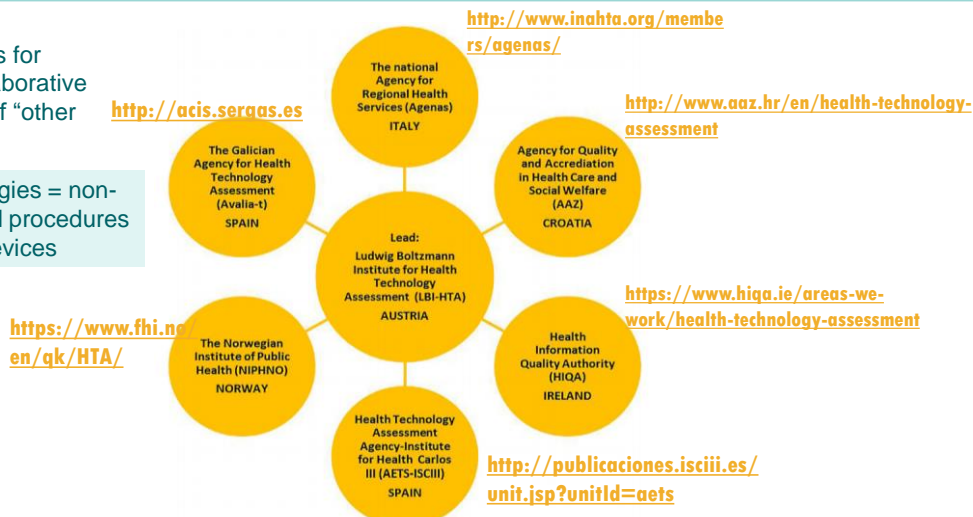 s for
aborative
f “other
gies = non-
l procedures
evices
http://www.inahta.org/membe
rs/agenas/
The national
Agency for
Regional Health
Services (Agenas)
ITALY
http://acis.sergas.es
The Galician
Agency for Health
Technology
Assessment
(Avalia-t)
SPAIN
http://www.aaz.hr/en/health-technology-
assessment
Agency for Quality
and Accrediation
in Health Care and
Social Welfare
(AAZ)
CROATIA
Lead:
Ludwig Boltzmann
Institute for Health
Technology
Assessment (LBI-HTA)
AUSTRIA
https://www.fhi.no/
en/qk/HTA/
The Norwegian
Institute of Public
Health (NIPHNO)
NORWAY
https://www.hiqa.ie/areas-we-
work/health-technology-assessment
Health
Information
Quality Authority
(HIQA)
IRELAND
Health Technology
Assessment
Agency-Institute
for Health Carlos
III (AETS-ISCIII)
SPAIN
http://publicaciones.isciii.es/
unit.jsp?unitId=aets